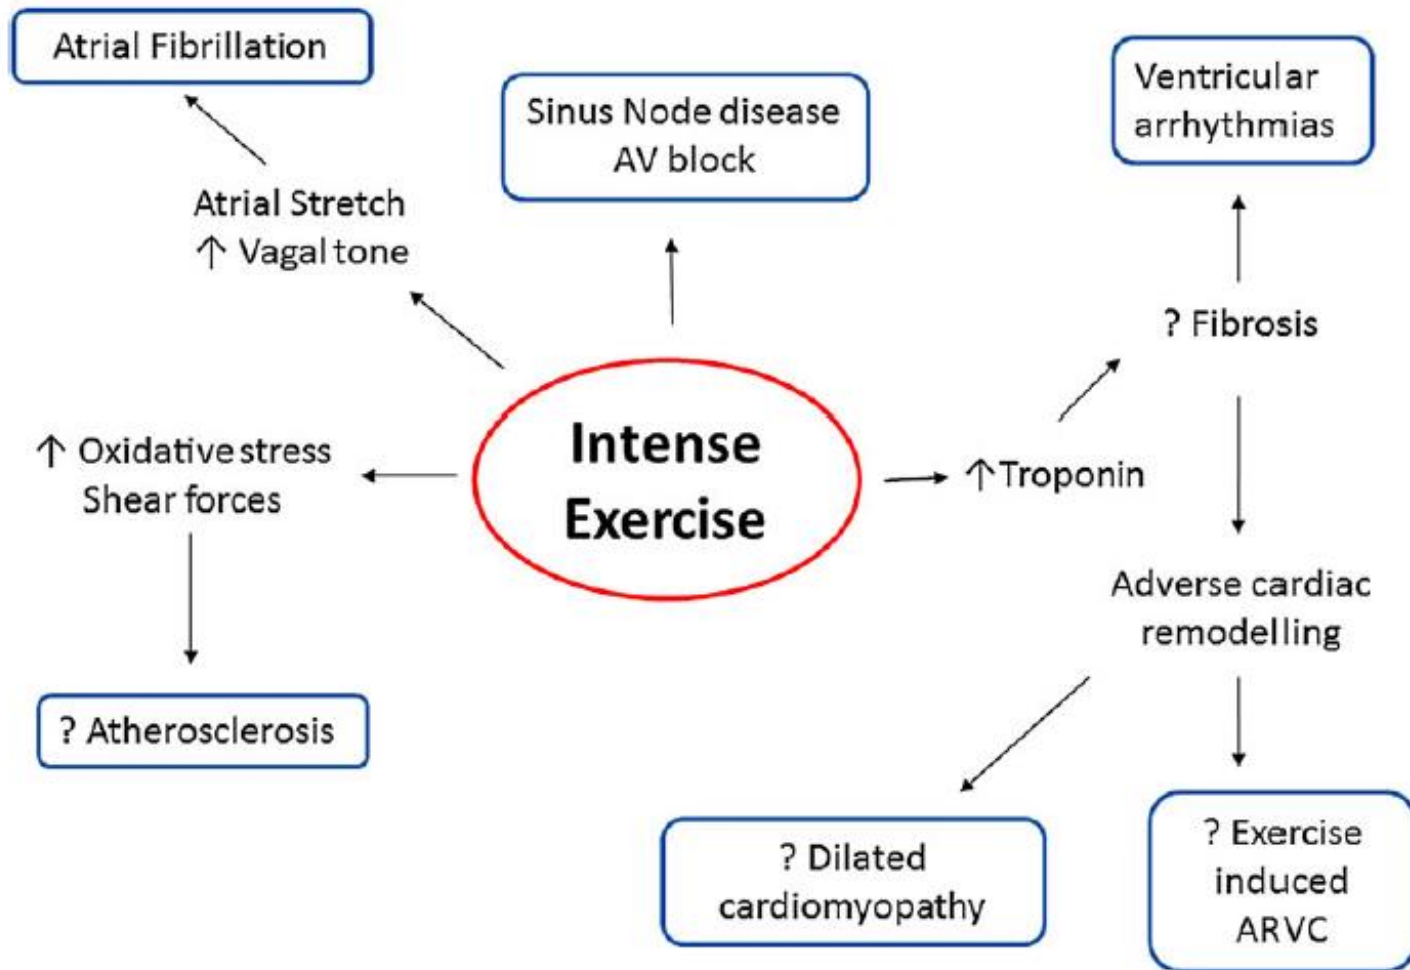 Atrial Fibrillation
Sinus Node disease
AV block
Ventricular
arrhythmias
Atrial Stretch
↑ Vagal tone
? Fibrosis
Intense
Exercise
↑ Oxidative stress
Shear forces
↑Troponin
Adverse cardiac
remodelling
? Atherosclerosis
? Dilated
cardiomyopathy
? Exercise
induced
ARVC